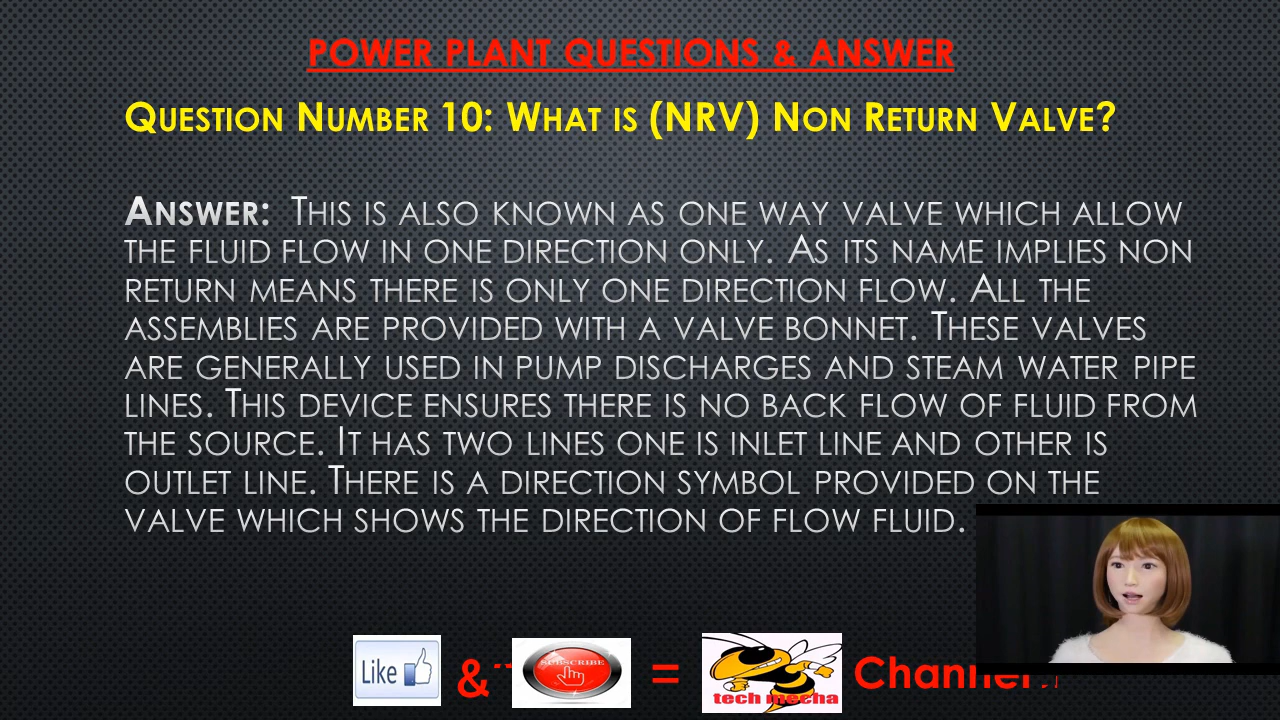 POWER PLANT QUESTIONS & ANSWER
QUESTION NUMBER 10: WHAT IS (NRV) NON RETURN VALVE?
ANSWER: THIS IS ALSO KNOWN AS ONE WAY VALVE WHICH ALLOW
THE FLUID FLOW IN ONE DIRECTION ONLY. AS ITS NAME IMPLIES NON
RETURN MEANS THERE IS ONLY ONE DIRECTION FLOW. ALL THE
ASSEMBLIES ARE PROVIDED WITH A VALVE BONNET. THESE VALVES
ARE GENERALLY USED IN PUMP DISCHARGES AND STEAM WATER PIPE
LINES. THIS DEVICE ENSURES THERE IS NO BACK FLOW OF FLUID FROM
THE SOURCE. IT HAS TWO LINES ONE IS INLET LINE AND OTHER IS
OUTLET LINE. THERE IS A DIRECTION SYMBOL PROVIDED ON THE
VALVE WHICH SHOWS THE DIRECTION OF FLOW FLUID.
Like & SUBSCRIBE = tech mecha Channel